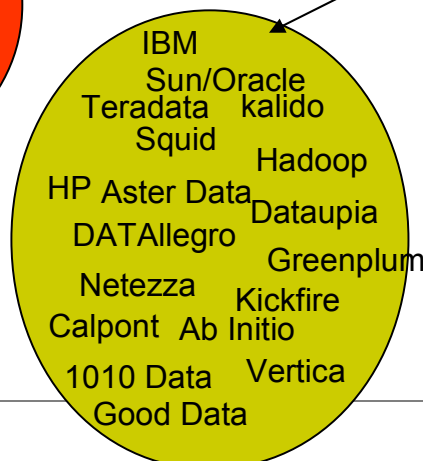 IBM
Sun/Oracle
Teradata kalido
Squid
Hadoop
HP Aster Data
Dataupia
DATAllegro
Greenplum
Netezza
Kickfire
Calpont Ab Initio
1010 Data Vertica
Good Data